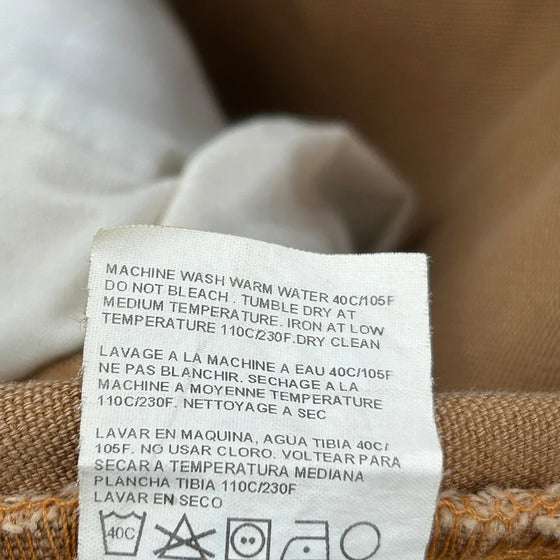 MACHINE WASH WARM WATER 40C/105F
DO NOT BLEACH . TUMBLE DRY AT
MEDIUM TEMPERATURE. IRON AT LOW
TEMPERATURE 110C/230F.DRY CLEAN
LAVAGE A LA MACHINE A EAU 40C/105F
NE PAS BLANCHIR. SECHAGE A LA
MACHINE A MOYENNE TEMPERATURE
110C/230F. NETTOYAGE A SEC
LAVAR EN MAQUINA, AGUA TIBIA 40C/
105F. NO USAR CLORO. VOLTEAR PARA
SECAR A TEMPERATURA MEDIANA
PLANCHA TIBIA 110C/230F
LAVAR EN SECO
40C